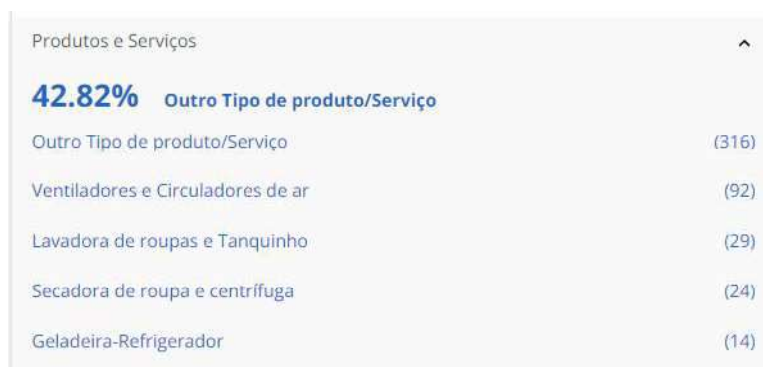 Produtos e Serviços
42.82% Outro Tipo de produto/Serviço
Outro Tipo de produto/Serviço (316)
Ventiladores e Circuladores de ar (92)
Lavadora de roupas e Tanquinho (29)
Secadora de roupa e centrífuga (24)
Geladeira-Refrigerador (14)